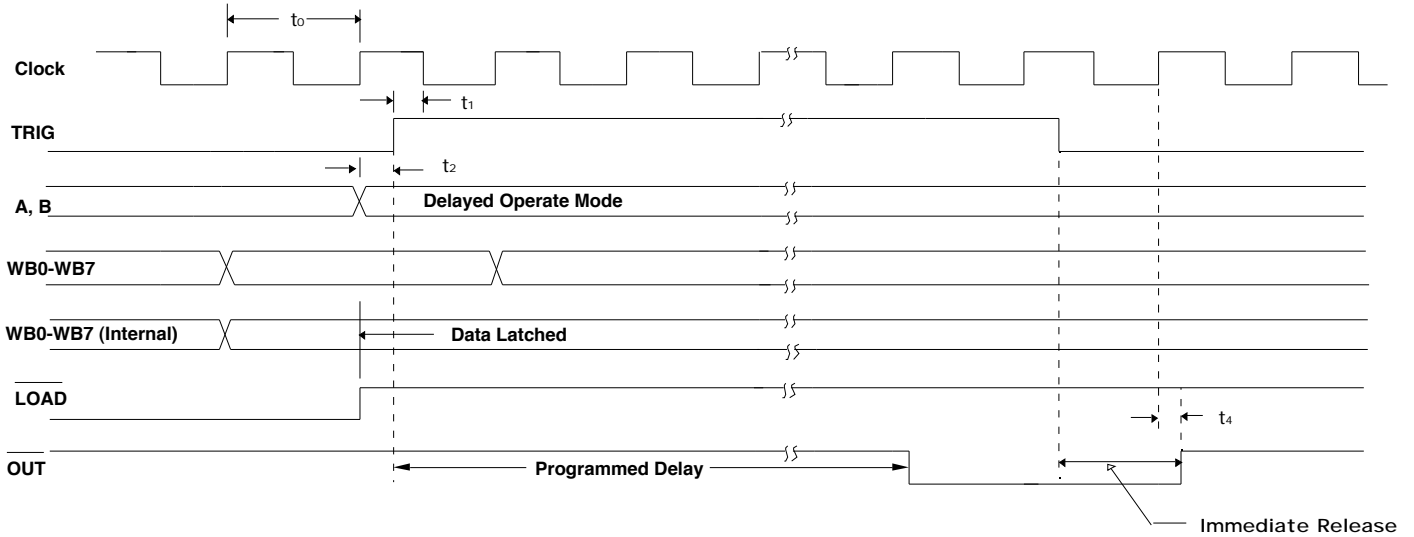 t0
Clock
t1
TRIG
t2
A, B
Delayed Operate Mode
WB0-WB7
WB0-WB7 (Internal)
Data Latched
LOAD
t4
OUT
Programmed Delay
Immediate Release